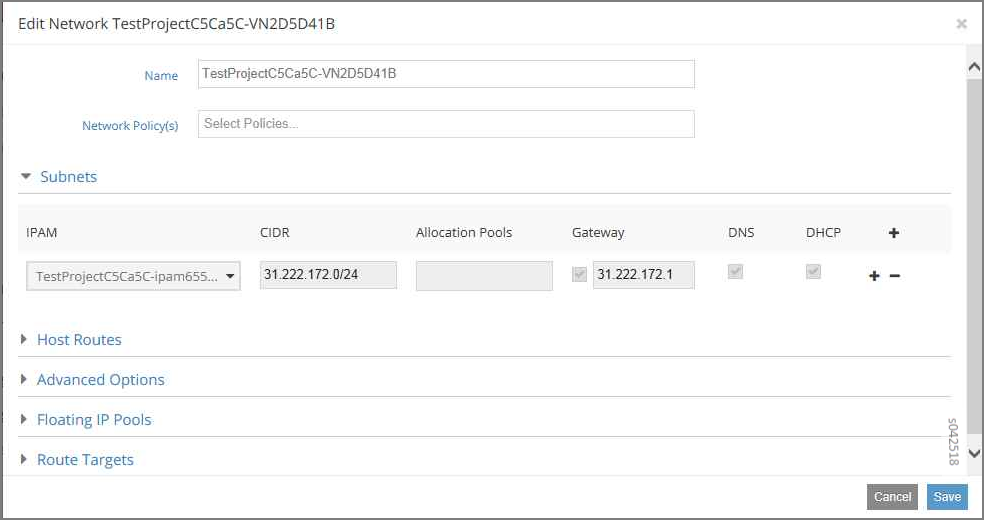 Edit Network TestProjectC5Ca5C-VN2D5D41B
Name TestProjectC5Ca5C-VN2D5D41B
Network Policy(s) Select Policies...
Subnets
IPAM CIDR Allocation Pools Gateway DNS DHCP
TestProjectC5Ca5C-ipam655... 31.222.172.0/24 31.222.172.1
Host Routes
Advanced Options
Floating IP Pools
Route Targets
s042518
Cancel Save